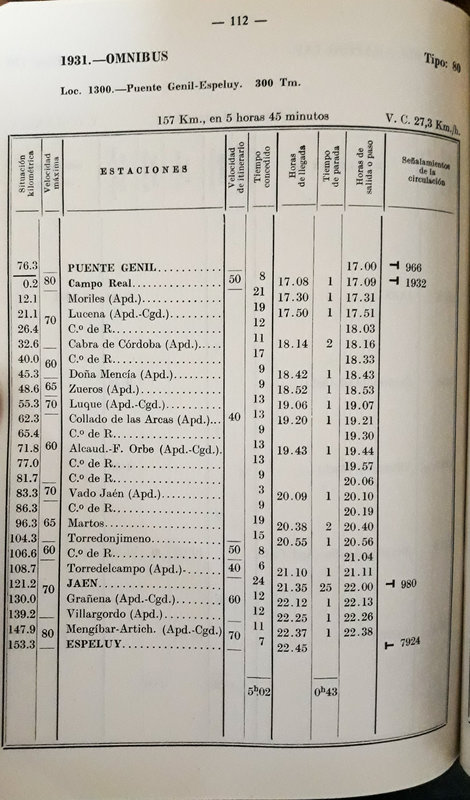 — 112 —
1931.—OMNIBUS Tipo: 80
Loc. 1300.—Puente Genil-Espeluy. 300 Tm.
157 Km., en 5 horas 45 minutos V. C. 27,3 Km./h.
Situación kilométrica Velocidad máxima ESTACIONES Velocidad de itinerario Tiempo concedido Horas de llegada Tiempo de parada Horas de salida o paso Señalamientos de la circulación
76.3 PUENTE GENIL 17.00 966
0.2 80 Campo Real 50 8 17.08 1 17.09 1932
12.1 Moriles (Apd.) 21 17.30 1 17.31
21.1 Lucena (Apd.-Cgd.) 19 17.50 1 17.51
26.4 70 C.º de R. 12 18.03
32.6 Cabra de Córdoba (Apd.) 11 18.14 2 18.16
40.0 C.º de R. 17 18.33
45.3 60 Doña Mencía (Apd.) 9 18.42 1 18.43
48.6 65 Zueros (Apd.) 9 18.52 1 18.53
55.3 70 Luque (Apd.-Cgd.) 13 19.06 1 19.07
62.3 Collado de las Arcas (Apd.) 40 13 19.20 1 19.21
65.4 C.º de R. 9 19.30
71.8 60 Alcaud.-F. Orbe (Apd.-Cgd.) 13 19.43 1 19.44
77.0 C.º de R. 13 19.57
81.7 C.º de R. 9 20.06
83.3 70 Vado Jaén (Apd.) 3 20.09 1 20.10
86.3 C.º de R. 9 20.19
96.3 65 Martos 19 20.38 2 20.40
104.3 Torredonjimeno 15 20.55 1 20.56
106.6 60 C.º de R. 50 8 21.04
108.7 Torredelcampo (Apd.)- 40 6 21.10 1 21.11
121.2 70 JAEN 24 21.35 25 22.00 980
130.0 Grañena (Apd.-Cgd.) 60 12 22.12 1 22.13
139.2 Villargordo (Apd.) 12 22.25 1 22.26
147.9 80 Mengíbar-Artich. (Apd.-Cgd.) 70 11 22.37 1 22.38
153.3 ESPELUY 7 22.45 7924
5h.02 0h43